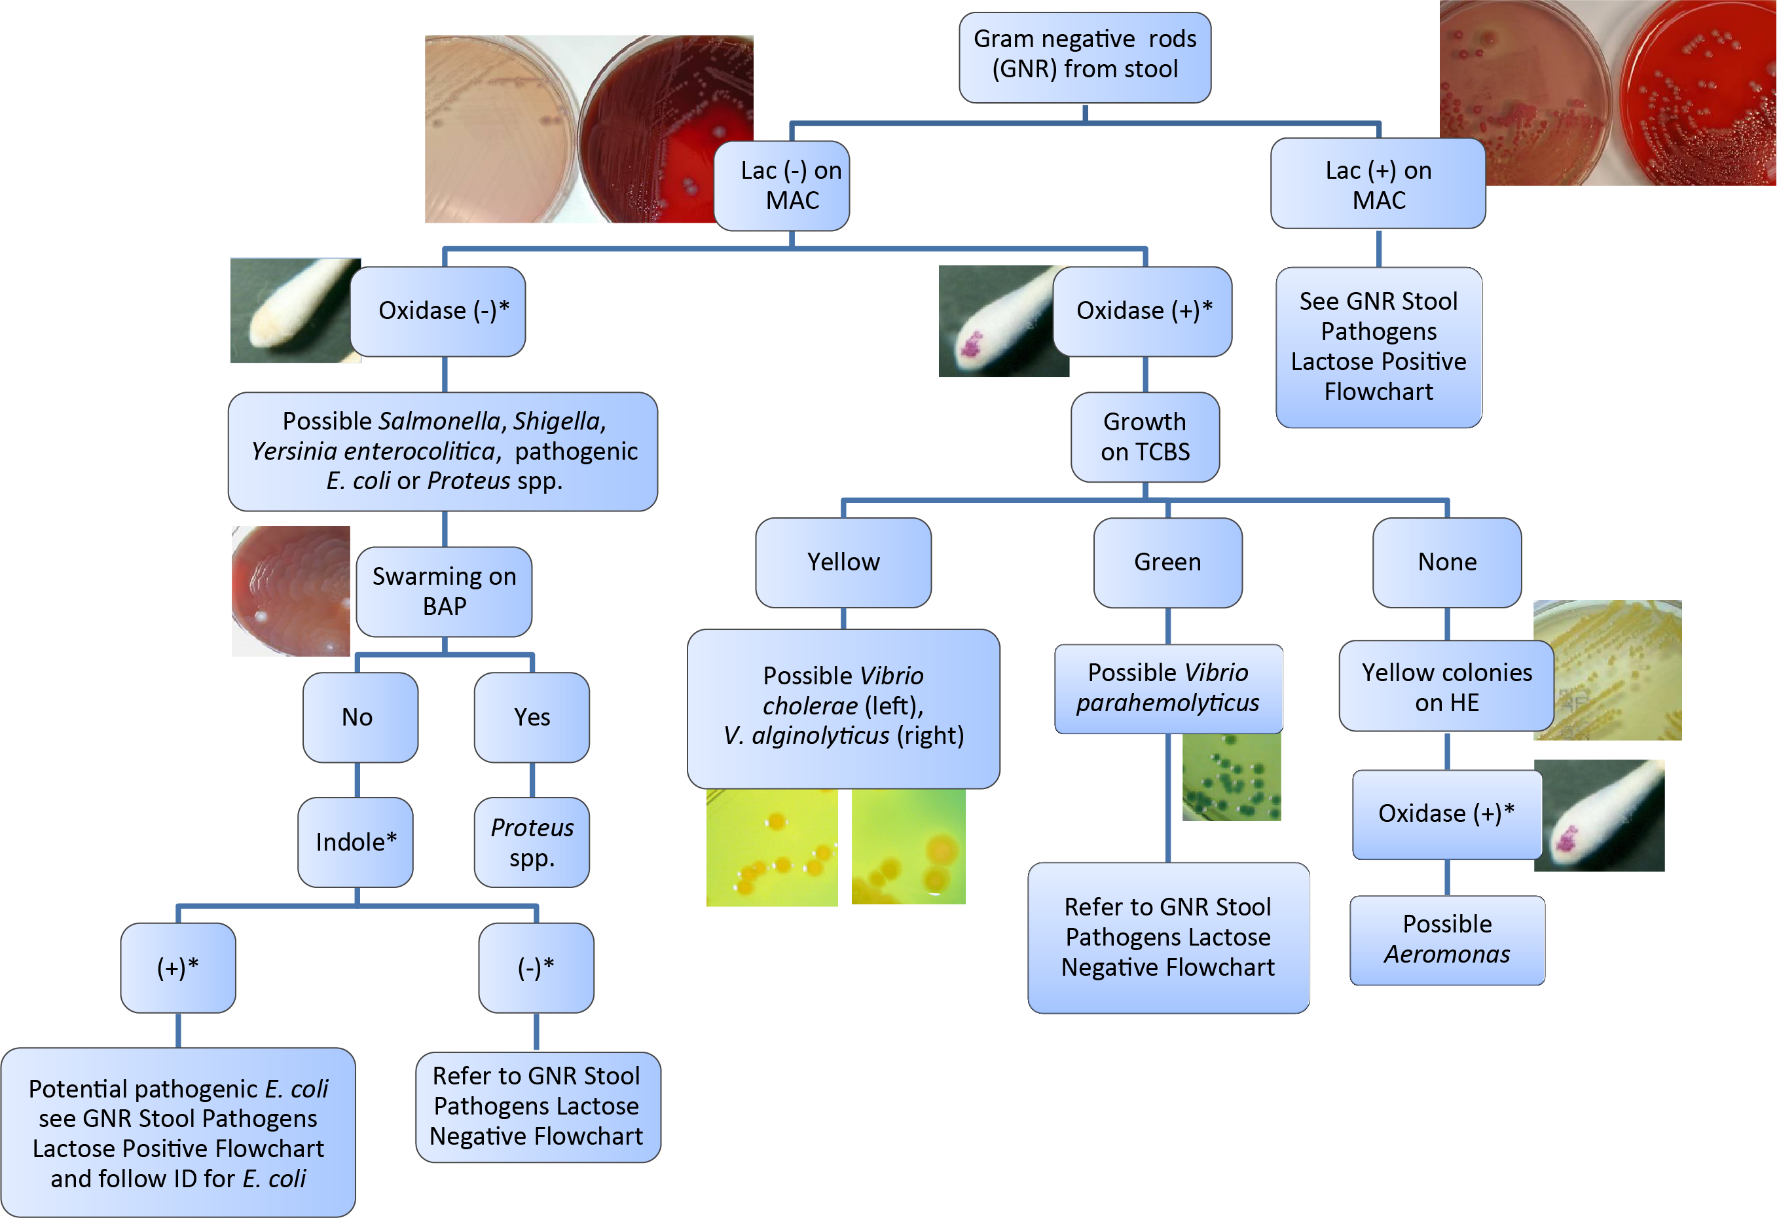 Gram negative rods
(GNR) from stool
Lac (-) on
MAC
Lac (+) on
MAC
Oxidase (-)*
Oxidase (+)*
See GNR Stool
Pathogens
Lactose Positive
Flowchart
Possible Salmonella, Shigella,
Yersinia enterocolitica, pathogenic
E. coli or Proteus spp.
Growth
on TCBS
Swarming on
BAP
Yellow
Green
None
No
Yes
Possible Vibrio
cholerae (left),
V. alginolyticus (right)
Possible Vibrio
parahemolyticus
Yellow colonies
on HE
Indole*
Proteus
spp.
Oxidase (+)*
(+)*
(-)*
Refer to GNR Stool
Pathogens Lactose
Negative Flowchart
Possible
Aeromonas
Potential pathogenic E. coli
see GNR Stool Pathogens
Lactose Positive Flowchart
and follow ID for E. coli
Refer to GNR Stool
Pathogens Lactose
Negative Flowchart